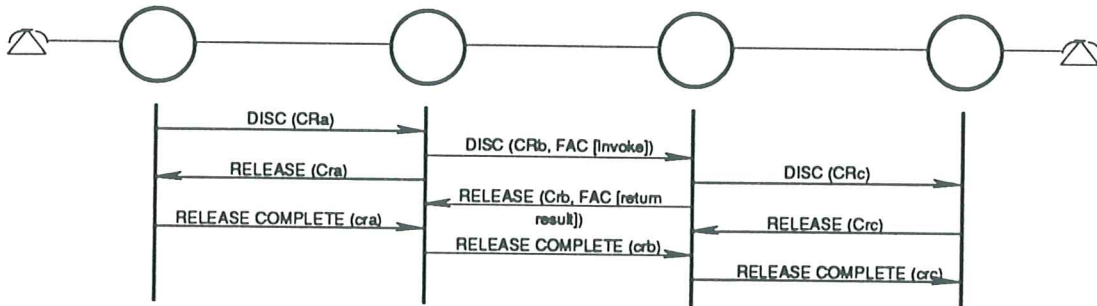 DISC (CRa)
DISC (CRb, FAC [Invoke])
RELEASE (Cra)
DISC (CRc)
RELEASE (Crb, FAC [return
result])
RELEASE COMPLETE (cra)
RELEASE (Crc)
RELEASE COMPLETE (crb)
RELEASE COMPLETE (crc)